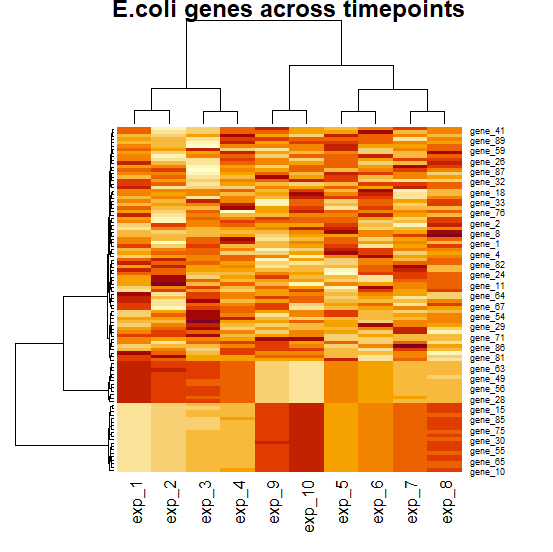 E.coli genes across timepoints
gene_41
gene_89
gene_59
gene_26
gene_87
gene_32
gene_18
gene_33
gene_76
gene_2
gene_8
gene_1
gene_4
gene_82
gene_24
gene_11
gene_64
gene_67
gene_54
gene_29
gene_71
gene_86
gene_81
gene_63
gene_49
gene_56
gene_28
gene_15
gene_85
gene_75
gene_30
gene_55
gene_65
gene_10
exp_1 exp_2 exp_3 exp_4 exp_9 exp_10 exp_5 exp_6 exp_7 exp_8